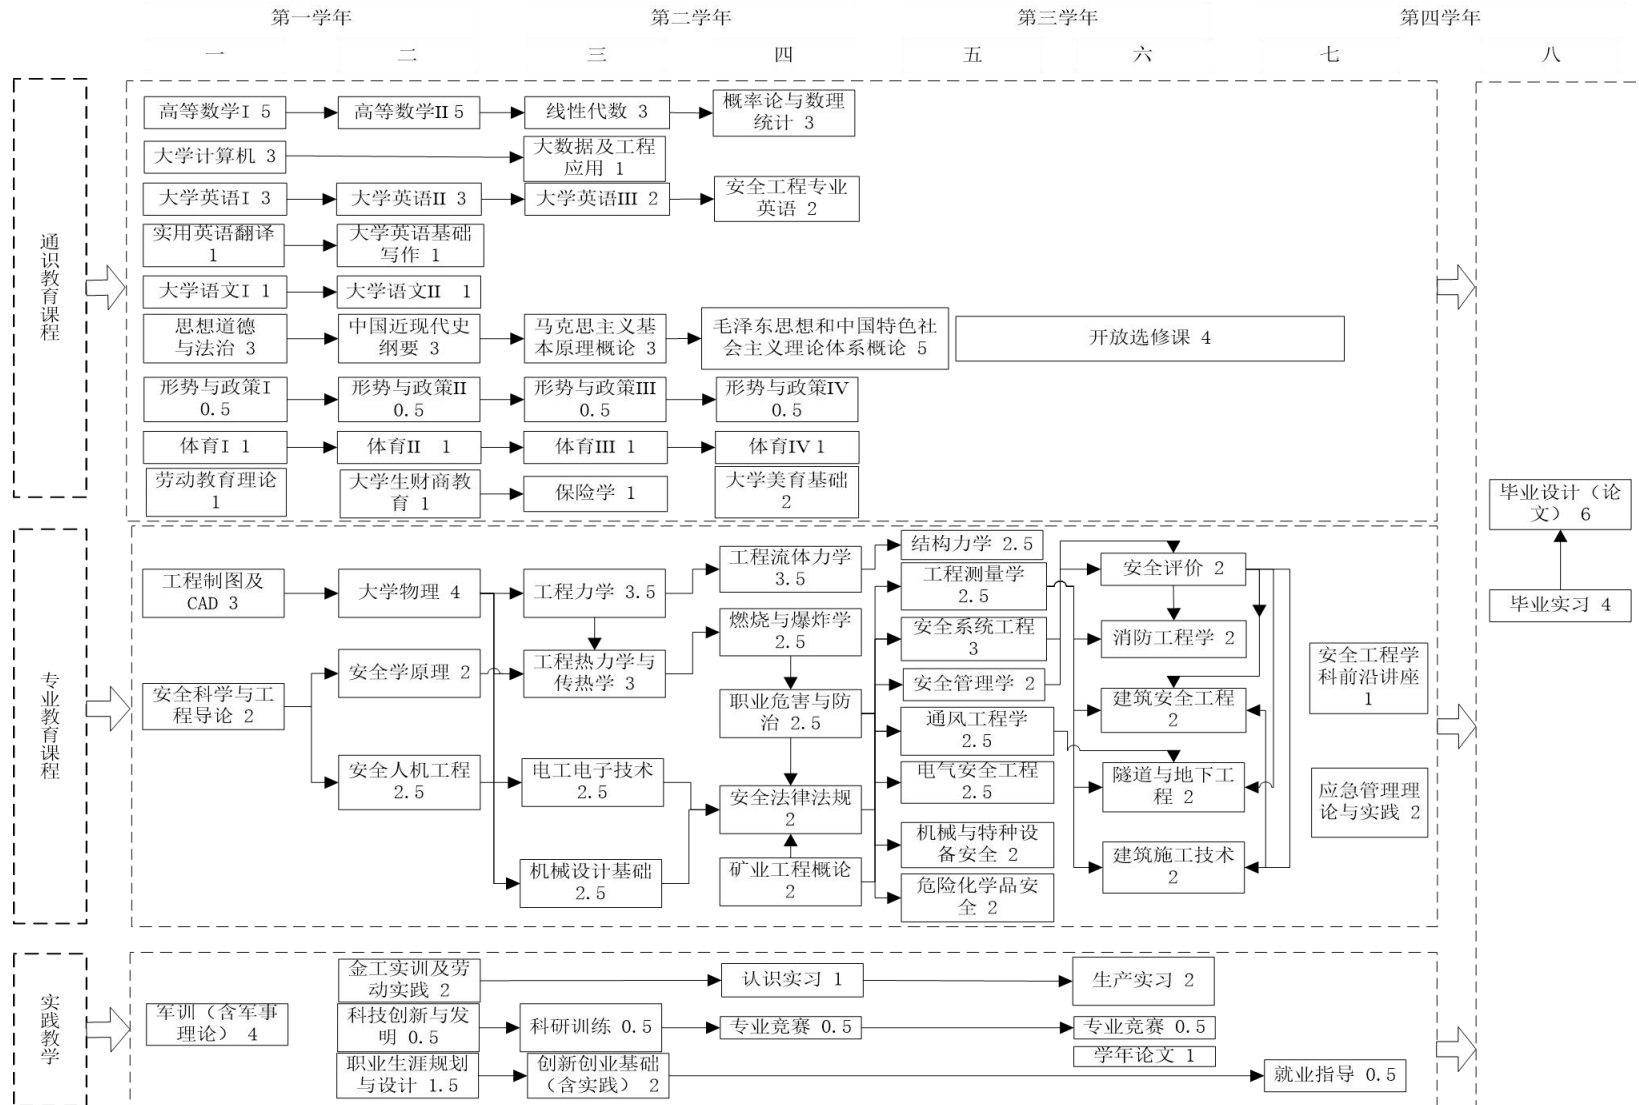 第一学年
第二学年
第三学年
第四学年
一
二
三
四
五
六
七
八
通识教育课程
高等数学I 5
高等数学II 5
线性代数 3
概率论与数理
统计 3
大学计算机 3
大数据及工程
应用 1
大学英语I 3
大学英语II 3
大学英语III 2
安全工程专业
英语 2
实用英语翻译
1
大学英语基础
写作 1
大学语文I 1
大学语文II 1
思想道德
与法治 3
中国近现代史
纲要 3
马克思主义基
本原理概论 3
毛泽东思想和中国特色社
会主义理论体系概论 5
开放选修课 4
形势与政策I
0.5
形势与政策II
0.5
形势与政策III
0.5
形势与政策IV
0.5
体育I 1
体育II 1
体育III 1
体育IV 1
劳动教育理论
1
大学生财商教
育 1
保险学 1
大学美育基础
2
专业教育课程
工程制图及
CAD 3
大学物理 4
工程力学 3.5
工程流体力学
3.5
结构力学 2.5
安全评价 2
工程测量学
2.5
燃烧与爆炸学
2.5
安全系统工程
3
消防工程学 2
安全科学与工
程导论 2
安全学原理 2
工程热力学与
传热学 3
职业危害与防
治 2.5
安全管理学 2
建筑安全工程
2
安全工程学
科前沿讲座
1
通风工程学
2.5
安全人机工程
2.5
电工电子技术
2.5
安全法律法规
2
电气安全工程
2.5
隧道与地下工
程 2
应急管理理
论与实践 2
机械设计基础
2.5
矿业工程概论
2
机械与特种设
备安全 2
建筑施工技术
2
危险化学品安
全 2
毕业设计（论
文） 6
毕业实习 4
实践教学
军训（含军事
理论） 4
金工实训及劳
动实践 2
认识实习 1
生产实习 2
科技创新与发
明 0.5
科研训练 0.5
专业竞赛 0.5
专业竞赛 0.5
学年论文 1
职业生涯规划
与设计 1.5
创新创业基础
（含实践） 2
就业指导 0.5